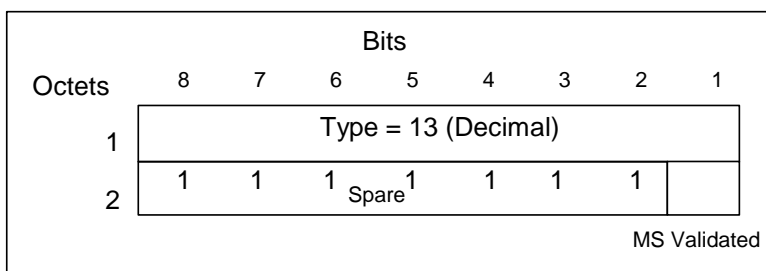 Bits
Octets 8 7 6 5 4 3 2 1
1 Type = 13 (Decimal)
2 1 1 1 Spare 1 1 1 1
MS Validated